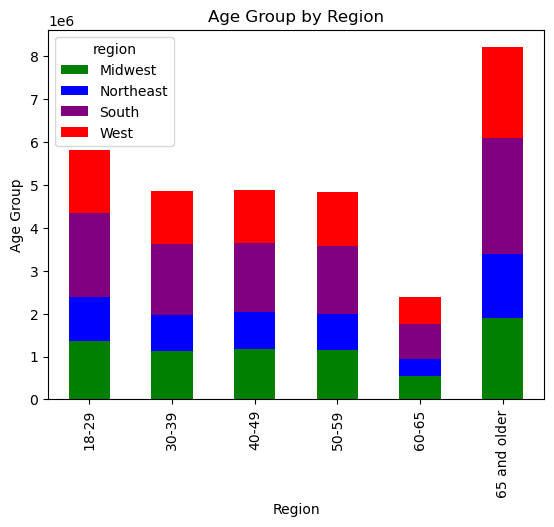 Age Group by Region
1e6
region
Midwest
Northeast
South
West
8
7
6
5
4
3
2
1
0
Age Group
18-29
30-39
40-49
50-59
60-65
65 and older
Region